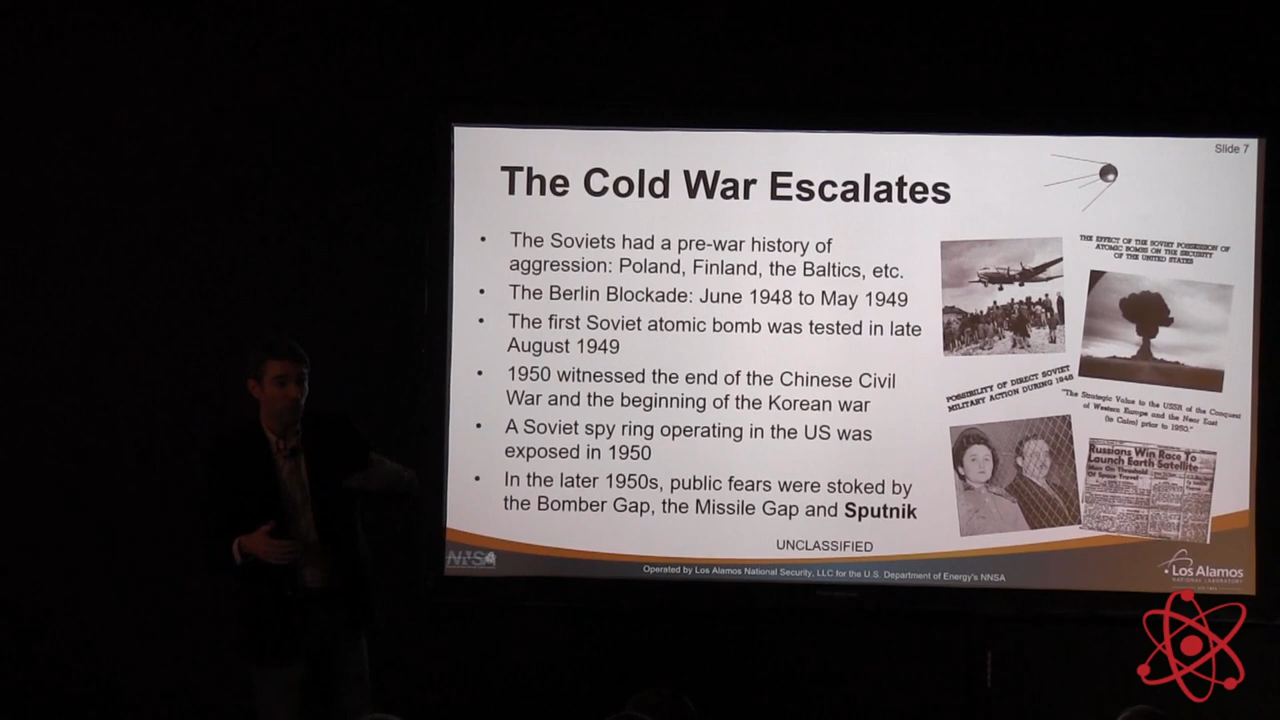 Slide 7
The Cold War Escalates
• The Soviets had a pre-war history of
aggression: Poland, Finland, the Baltics, etc.
• The Berlin Blockade: June 1948 to May 1949
• The first Soviet atomic bomb was tested in late
August 1949
• 1950 witnessed the end of the Chinese Civil
War and the beginning of the Korean war
• A Soviet spy ring operating in the US was
exposed in 1950
• In the later 1950s, public fears were stoked by
the Bomber Gap, the Missile Gap and Sputnik
THE EFFECT OF THE SOVIET POSSESSION OF
ATOMIC BOMBS ON THE SECURITY
OF THE UNITED STATES
POSSIBILITY OF DIRECT SOVIET
MILITARY ACTION DURING 1948
"The Strategic Value to the USSR of the Conquest
of Western Europe and the Near East
(to Cairo) prior to 1950."
Russians Win Race To
Launch Earth Satellite
Man On Threshold
Of Space Travel
UNCLASSIFIED
NNSA
Operated by Los Alamos National Security, LLC for the U.S. Department of Energy's NNSA
Los Alamos
NATIONAL LABORATORY